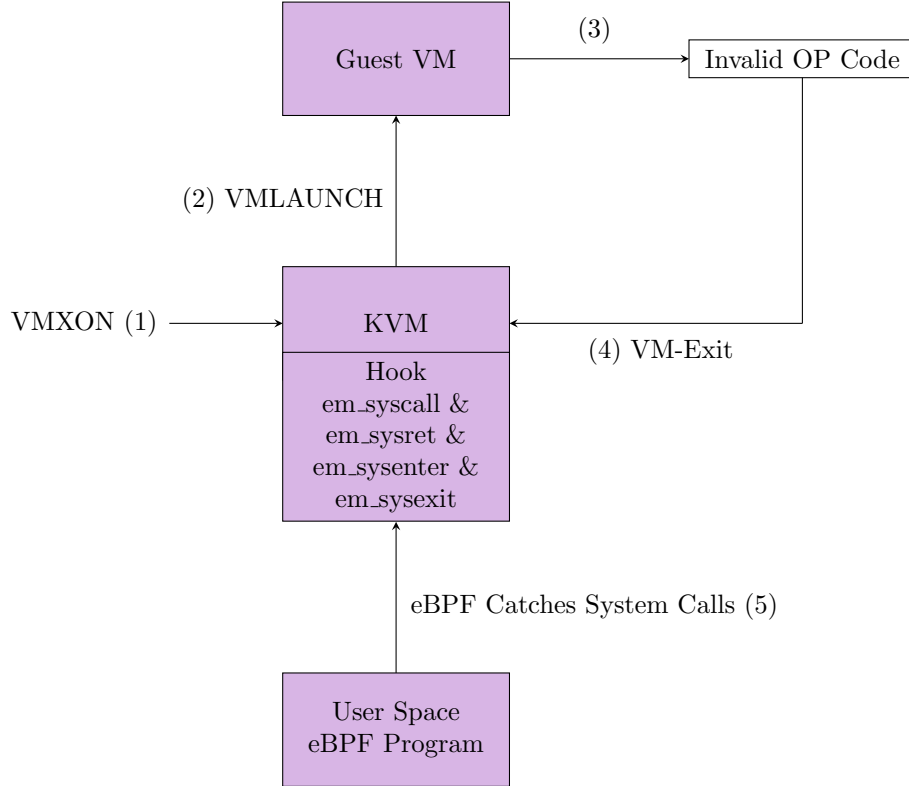 Guest VM
(3)
Invalid OP Code
(2) VMLAUNCH
VMXON (1)
KVM
(4) VM-Exit
Hook
em_syscall &
em_sysret &
em_sysenter &
em_sysexit
eBPF Catches System Calls (5)
User Space
eBPF Program